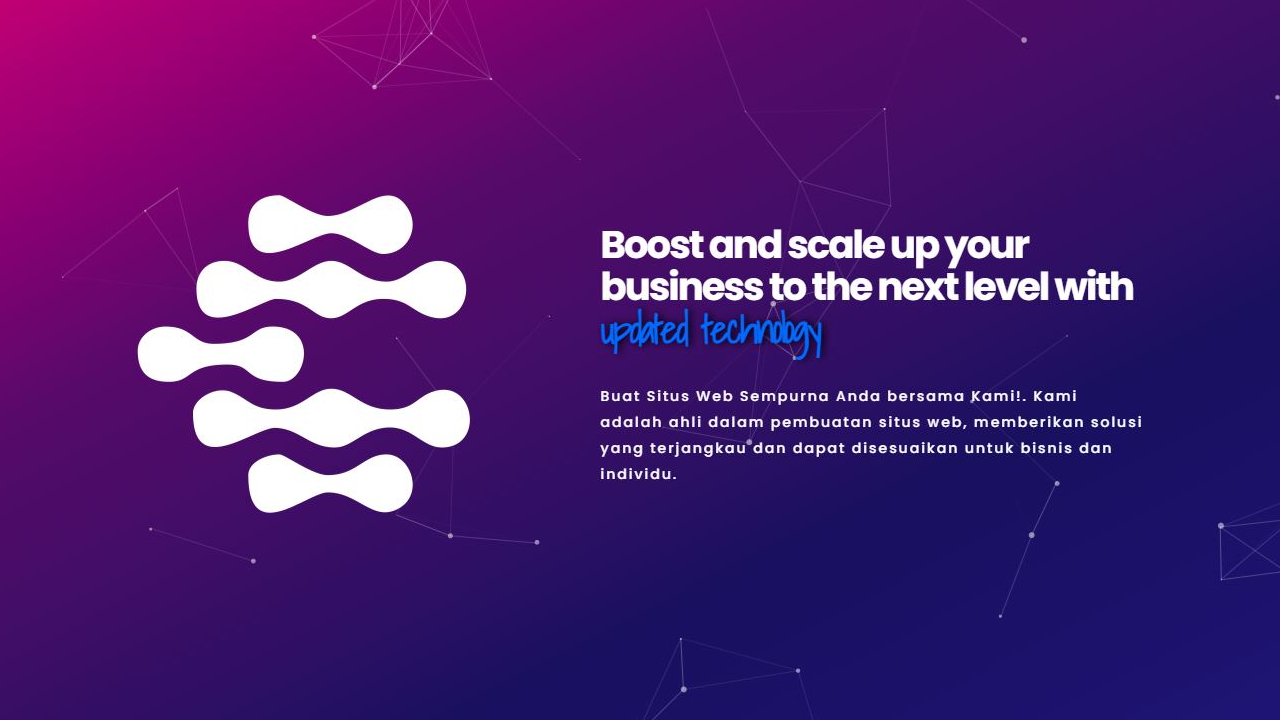 Boost and scale up your
business to the next level with
updated technology
Buat Situs Web Sempurna Anda bersama Kami!. Kami
adalah ahli dalam pembuatan situs web, memberikan solusi
yang terjangkau dan dapat disesuaikan untuk bisnis dan
individu.